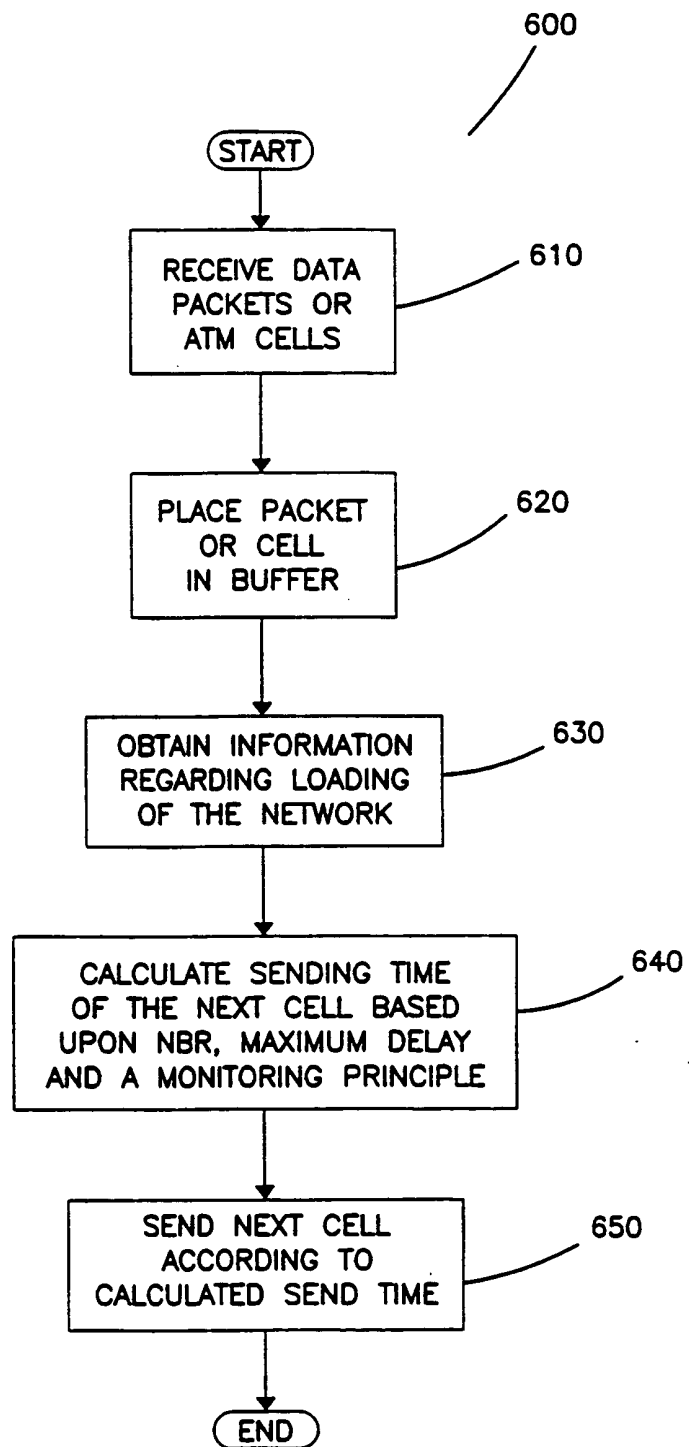 600
START
RECEIVE DATA
PACKETS OR
ATM CELLS
610
PLACE PACKET
OR CELL
IN BUFFER
620
OBTAIN INFORMATION
REGARDING LOADING
OF THE NETWORK
630
CALCULATE SENDING TIME
OF THE NEXT CELL BASED
UPON NBR, MAXIMUM DELAY
AND A MONITORING PRINCIPLE
640
SEND NEXT CELL
ACCORDING TO
CALCULATED SEND TIME
650
END